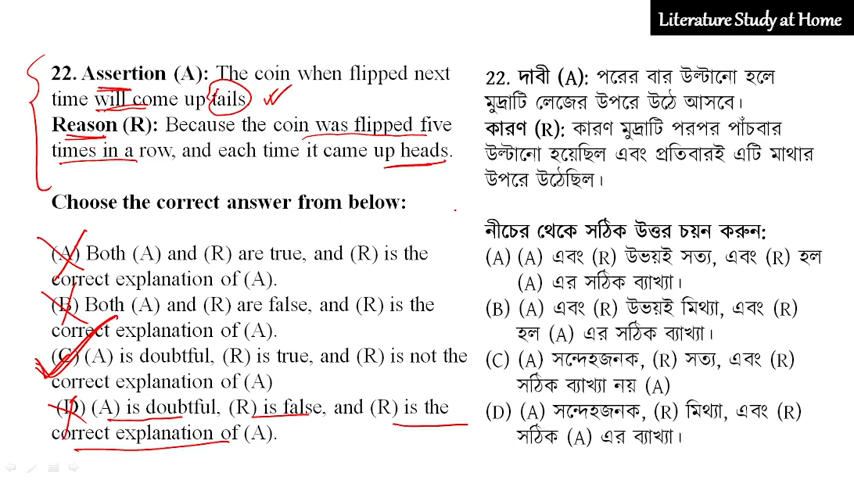 Literature Study at Home
22. Assertion (A): The coin when flipped next
time will come up tails.
Reason (R): Because the coin was flipped five
times in a row, and each time it came up heads.
Choose the correct answer from below:
(A) Both (A) and (R) are true, and (R) is the
correct explanation of (A).
(B) Both (A) and (R) are false, and (R) is the
correct explanation of (A).
(C) (A) is doubtful, (R) is true, and (R) is not the
correct explanation of (A)
(D) (A) is doubtful, (R) is false, and (R) is the
correct explanation of (A).
22. দাবী (A): পরের বার উল্টানো হলে
মুদ্রাটি লেজের উপরে উঠে আসবে।
কারণ (R): কারণ মুদ্রাটি পরপর পাঁচবার
উল্টানো হয়েছিল এবং প্রতিবারই এটি মাথার
উপরে উঠেছিল।
নীচের থেকে সঠিক উত্তর চয়ন করুন:
(A) (A) এবং (R) উভয়ই সত্য, এবং (R) হল
(A) এর সঠিক ব্যাখ্যা।
(B) (A) এবং (R) উভয়ই মিথ্যা, এবং (R)
হল (A) এর সঠিক ব্যাখ্যা।
(C) (A) সন্দেহজনক, (R) সত্য, এবং (R)
সঠিক ব্যাখ্যা নয় (A)
(D) (A) সন্দেহজনক, (R) মিথ্যা, এবং (R)
সঠিক (A) এর ব্যাখ্যা।